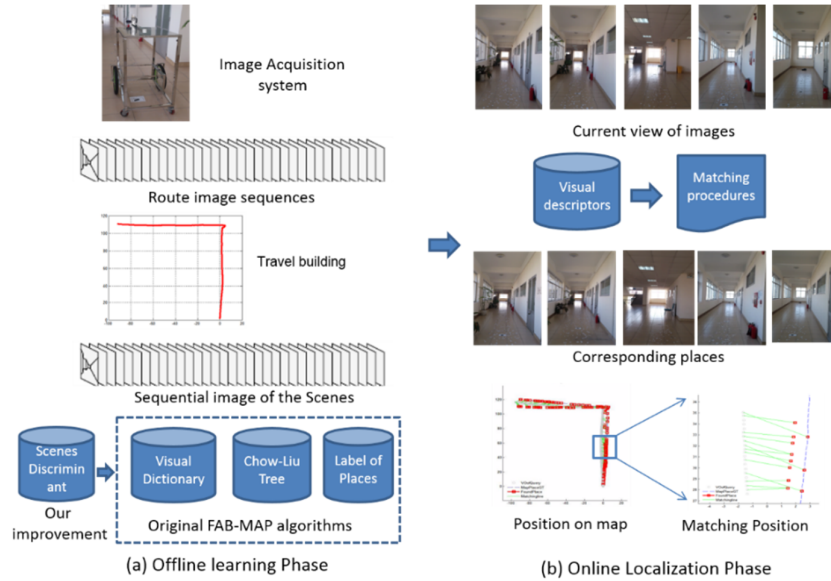 Image Acquisition
system
Route image sequences
Travel building
Sequential image of the Scenes
Scenes
Discrimin
ant
Our
improvement
Visual
Dictionary
Chow-Liu
Tree
Label of
Places
Original FAB-MAP algorithms
(a) Offline learning Phase
Current view of images
Visual
descriptors
Matching
procedures
Corresponding places
Position on map
Matching Position
(b) Online Localization Phase